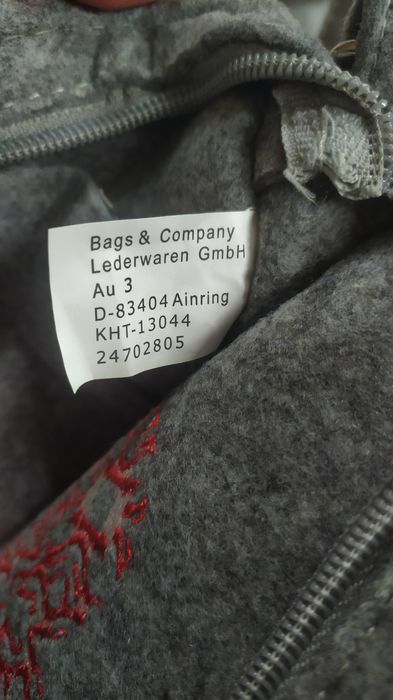 Bags & Company
Lederwaren GmbH
Au 3
D-83404 Ainring
KHT-13044
24702805